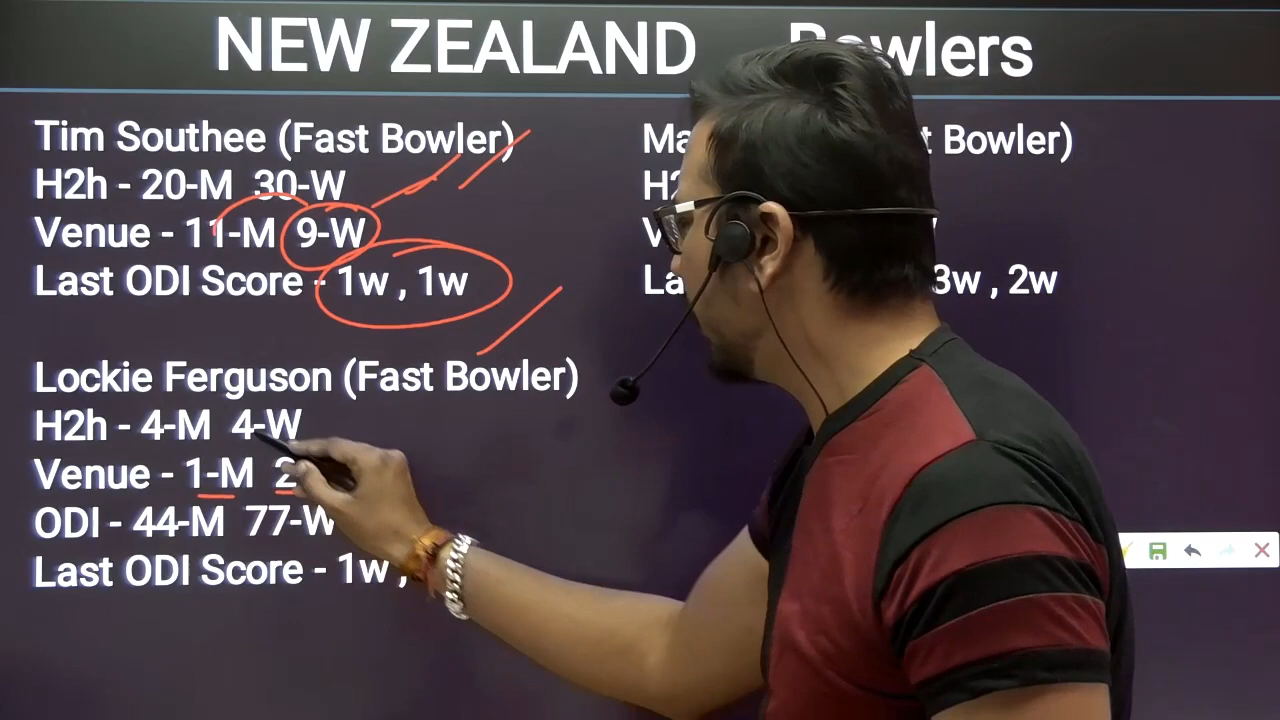 NEW ZEALAND Bowlers
Tim Southee (Fast Bowler)
H2h - 20-M 30-W
Venue - 11-M 9-W
Last ODI Score - 1w , 1w
Bowler)
3w , 2w
Lockie Ferguson (Fast Bowler)
H2h - 4-M 4-W
Venue - 1-M 2
ODI - 44-M 77-W
Last ODI Score - 1w ,